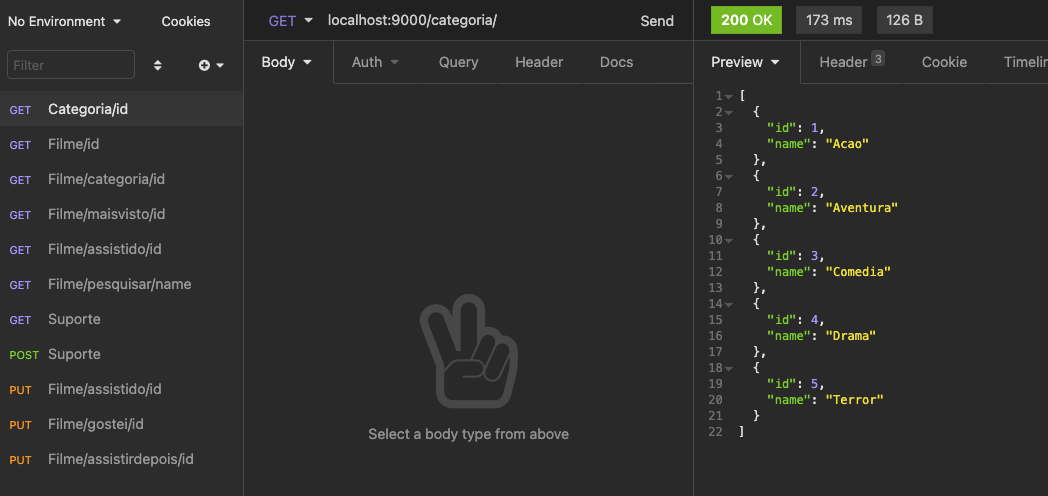 No Environment
Cookies
Filter
GET Categoria/id
GET Filme/id
GET Filme/categoria/id
GET Filme/maisvisto/id
GET Filme/assistido/id
GET Filme/pesquisar/name
GET Suporte
POST Suporte
PUT Filme/assistido/id
PUT Filme/gostei/id
PUT Filme/assistirdepois/id
GET localhost:9000/categoria/ Send
Body Auth Query Header Docs
Select a body type from above
200 OK 173 ms 126 B
Preview Header 3 Cookie Timelin
1 [
2 {
3 "id": 1,
4 "name": "Acao"
5 },
6 {
7 "id": 2,
8 "name": "Aventura"
9 },
10 {
11 "id": 3,
12 "name": "Comedia"
13 },
14 {
15 "id": 4,
16 "name": "Drama"
17 },
18 {
19 "id": 5,
20 "name": "Terror"
21 }
22 ]